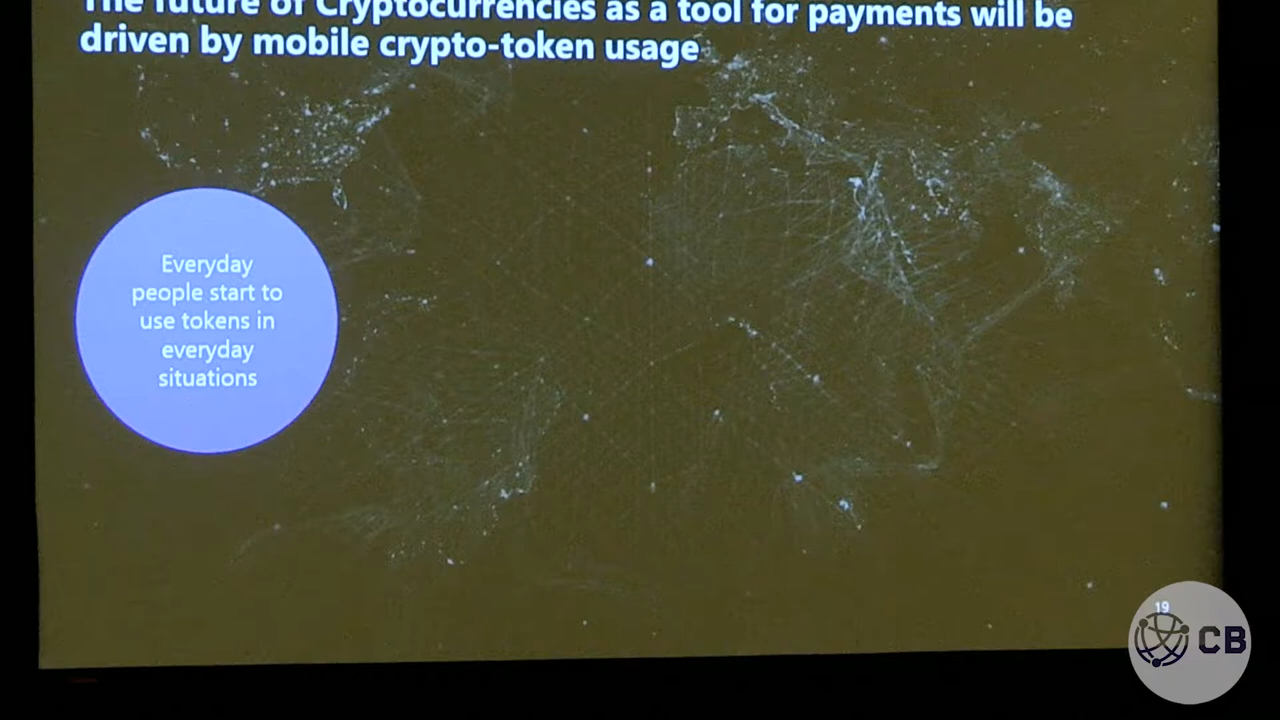 The future of Cryptocurrencies as a tool for payments will be
driven by mobile crypto-token usage
Everyday
people start to
use tokens in
everyday
situations
19
CB